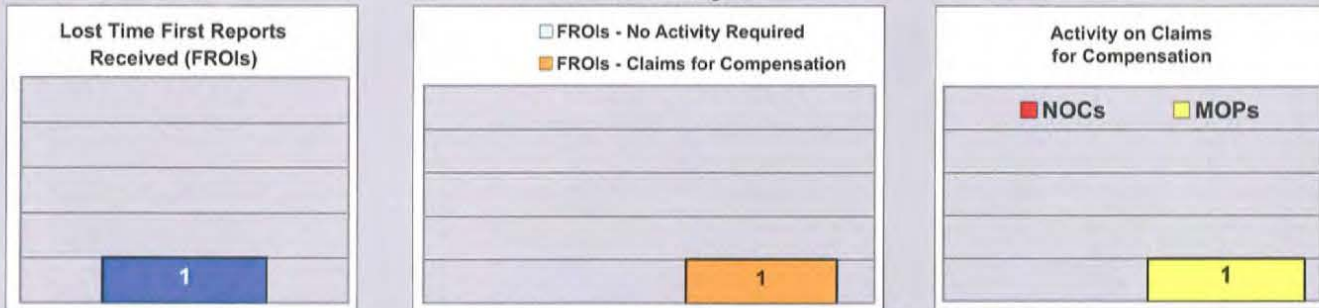 Lost Time First Reports
Received (FROIs)
1
FROIs - No Activity Required
FROIs - Claims for Compensation
1
Activity on Claims
for Compensation
NOCs MOPs
1